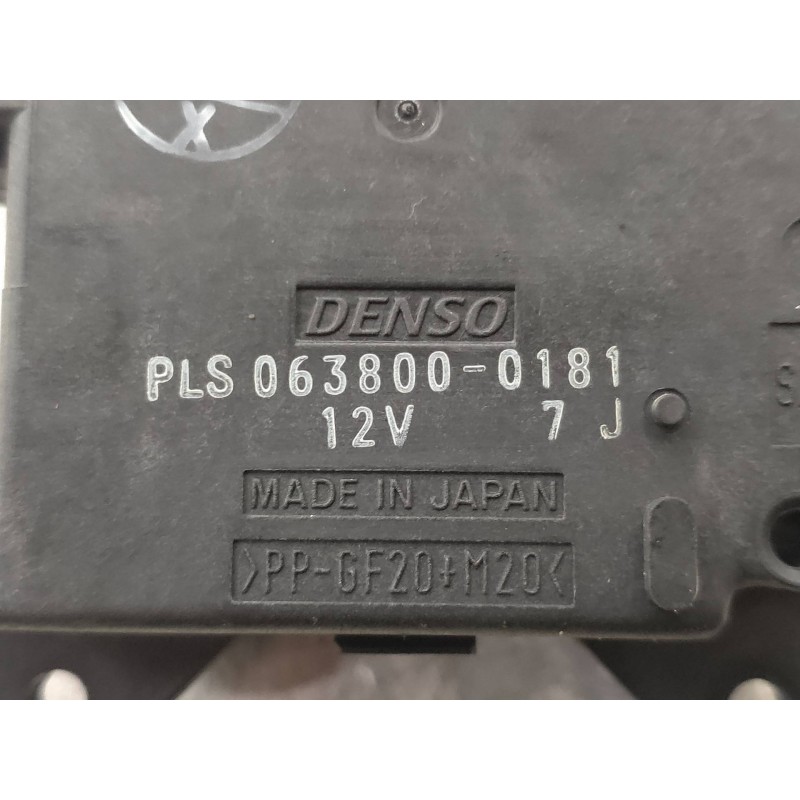 X
DENSO
PLS 063800-0181
12V 7 J
S
MADE IN JAPAN
>PP-GF20+M20<